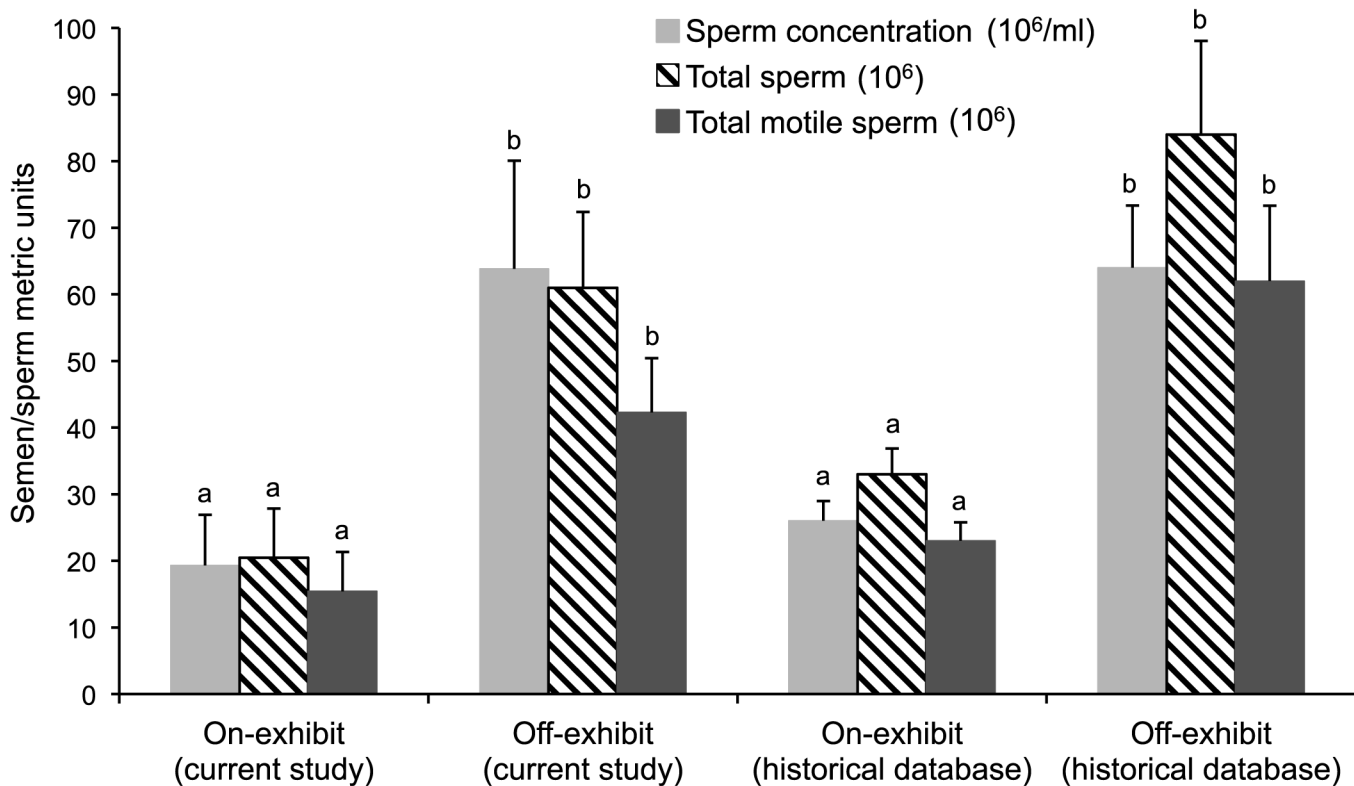 Semen/sperm metric units
100
90
80
70
60
50
40
30
20
10
0
Sperm concentration (10⁶/ml)
Total sperm (10⁶)
Total motile sperm (10⁶)
a
a
a
b
b
b
a
a
a
b
b
b
On-exhibit
(current study)
Off-exhibit
(current study)
On-exhibit
(historical database)
Off-exhibit
(historical database)